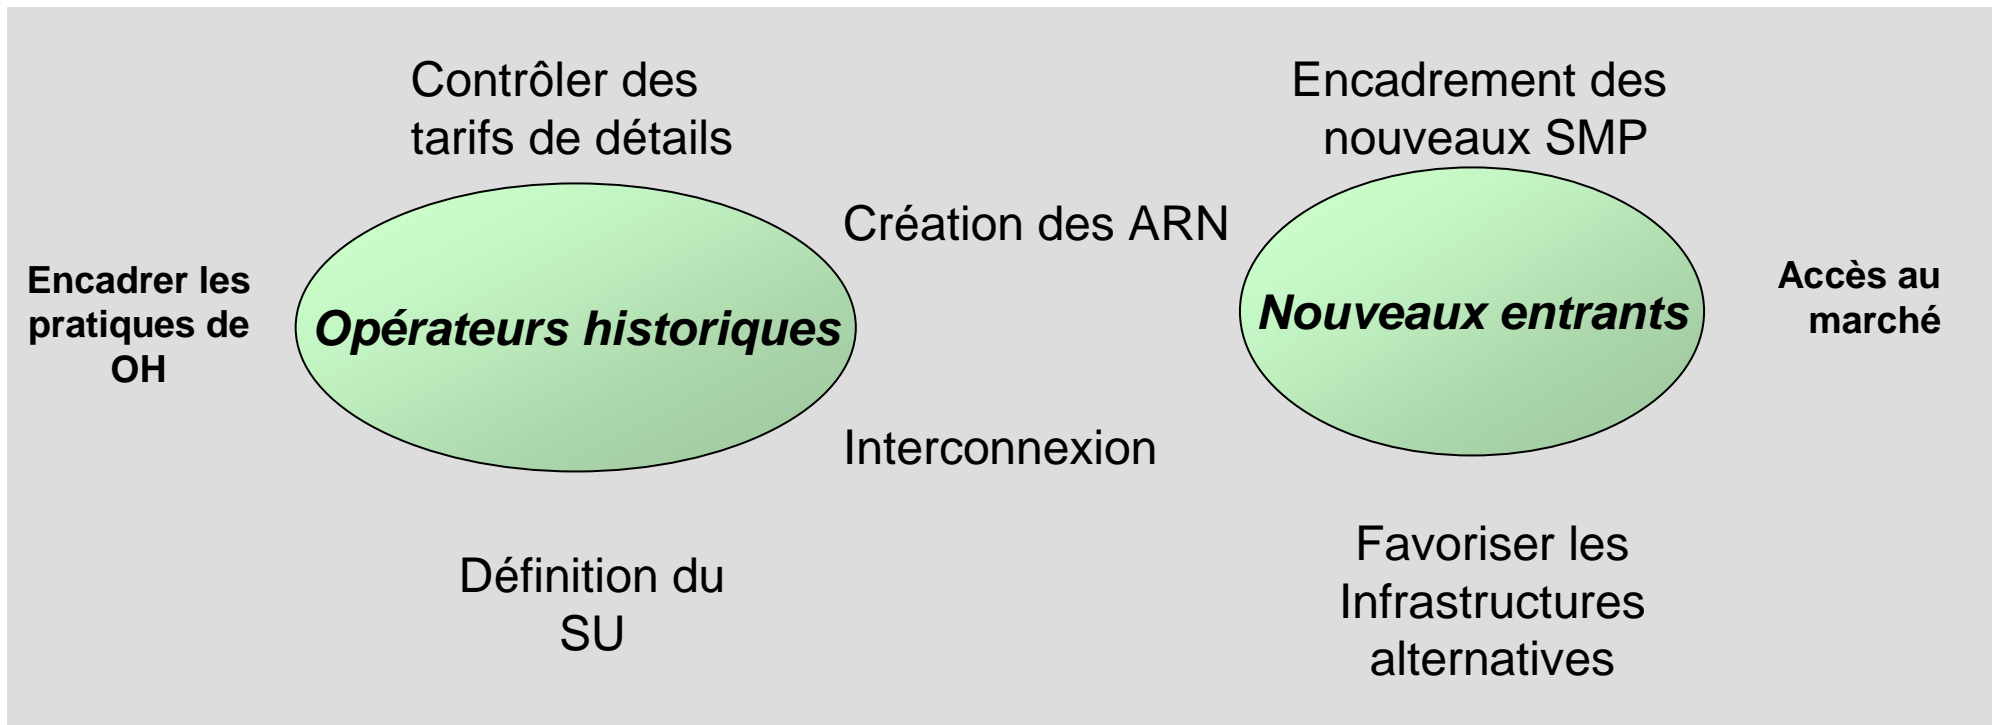 Contrôler des
tarifs de détails
Encadrement des
nouveaux SMP
Création des ARN
Encadrer les
pratiques de
OH
Opérateurs historiques
Nouveaux entrants
Accès au
marché
Interconnexion
Définition du
SU
Favoriser les
Infrastructures
alternatives